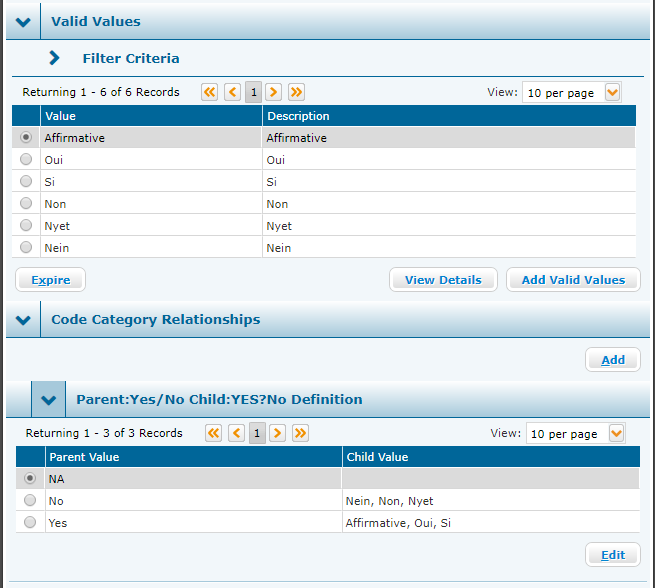 Valid Values
Filter Criteria
Returning 1 - 6 of 6 Records 1 View: 10 per page
Value Description
Affirmative Affirmative
Oui Oui
Si Si
Non Non
Nyet Nyet
Nein Nein
Expire View Details Add Valid Values
Code Category Relationships
Add
Parent:Yes/No Child:YES?No Definition
Returning 1 - 3 of 3 Records 1 View: 10 per page
Parent Value Child Value
NA
No Nein, Non, Nyet
Yes Affirmative, Oui, Si
Edit